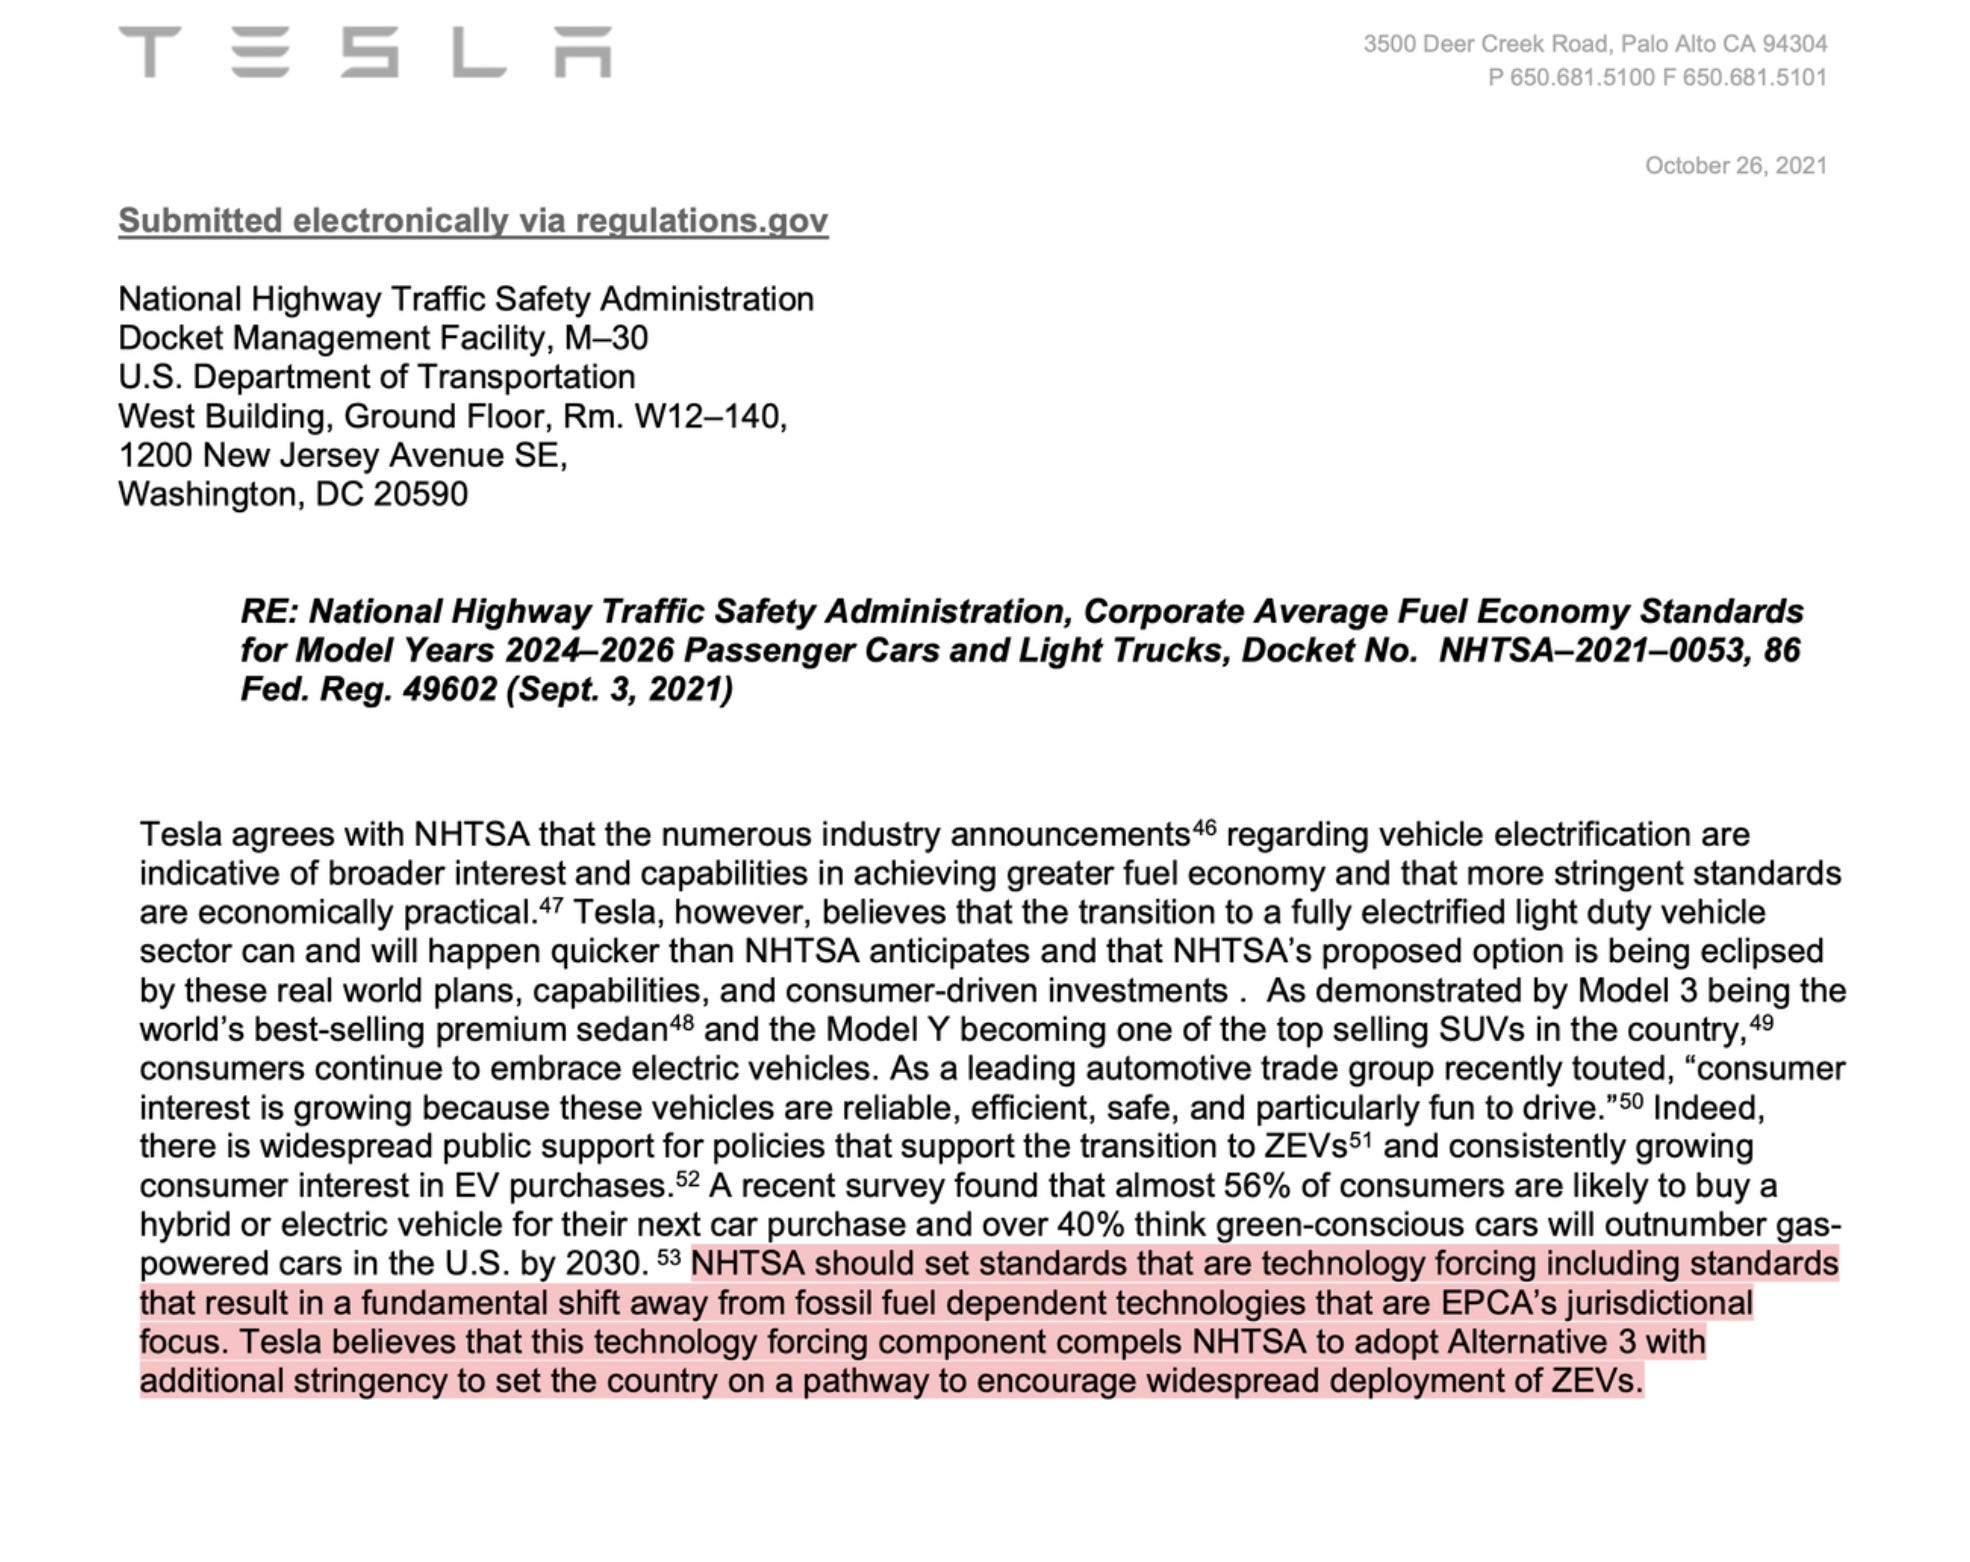 TESLA
3500 Deer Creek Road, Palo Alto CA 94304
P 650.681.5100 F 650.681.5101
October 26, 2021
Submitted electronically via regulations.gov
National Highway Traffic Safety Administration
Docket Management Facility, M–30
U.S. Department of Transportation
West Building, Ground Floor, Rm. W12–140,
1200 New Jersey Avenue SE,
Washington, DC 20590
RE: National Highway Traffic Safety Administration, Corporate Average Fuel Economy Standards
for Model Years 2024–2026 Passenger Cars and Light Trucks, Docket No.  NHTSA–2021–0053, 86
Fed. Reg. 49602 (Sept. 3, 2021)
Tesla agrees with NHTSA that the numerous industry announcements⁴⁶ regarding vehicle electrification are
indicative of broader interest and capabilities in achieving greater fuel economy and that more stringent standards
are economically practical.⁴⁷ Tesla, however, believes that the transition to a fully electrified light duty vehicle
sector can and will happen quicker than NHTSA anticipates and that NHTSA’s proposed option is being eclipsed
by these real world plans, capabilities, and consumer-driven investments .  As demonstrated by Model 3 being the
world’s best-selling premium sedan⁴⁸ and the Model Y becoming one of the top selling SUVs in the country,⁴⁹
consumers continue to embrace electric vehicles. As a leading automotive trade group recently touted, “consumer
interest is growing because these vehicles are reliable, efficient, safe, and particularly fun to drive.”⁵⁰ Indeed,
there is widespread public support for policies that support the transition to ZEVs⁵¹ and consistently growing
consumer interest in EV purchases.⁵² A recent survey found that almost 56% of consumers are likely to buy a
hybrid or electric vehicle for their next car purchase and over 40% think green-conscious cars will outnumber gas-
powered cars in the U.S. by 2030. ⁵³ NHTSA should set standards that are technology forcing including standards
that result in a fundamental shift away from fossil fuel dependent technologies that are EPCA’s jurisdictional
focus. Tesla believes that this technology forcing component compels NHTSA to adopt Alternative 3 with
additional stringency to set the country on a pathway to encourage widespread deployment of ZEVs.